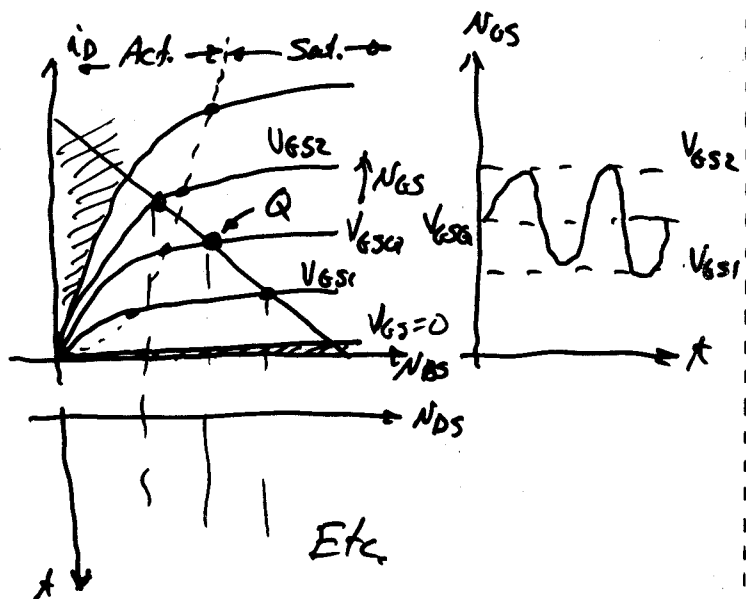 iD Act. Sat.
VGS2
vGS
Q
VGSQ
VGS1
VGS=0
vDS
vDS
t
Etc.
vGS
VGS2
VGSQ
VGS1
t